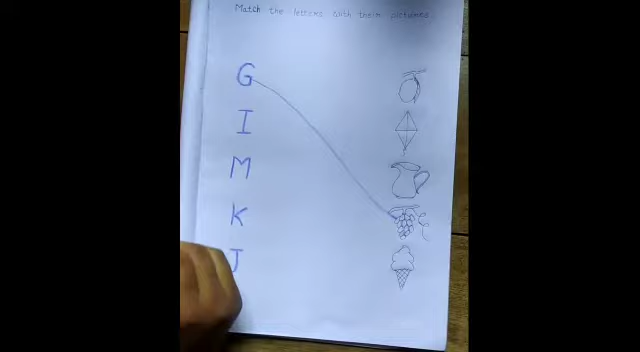 Match the letters with their pictures.
G
I
M
K
J